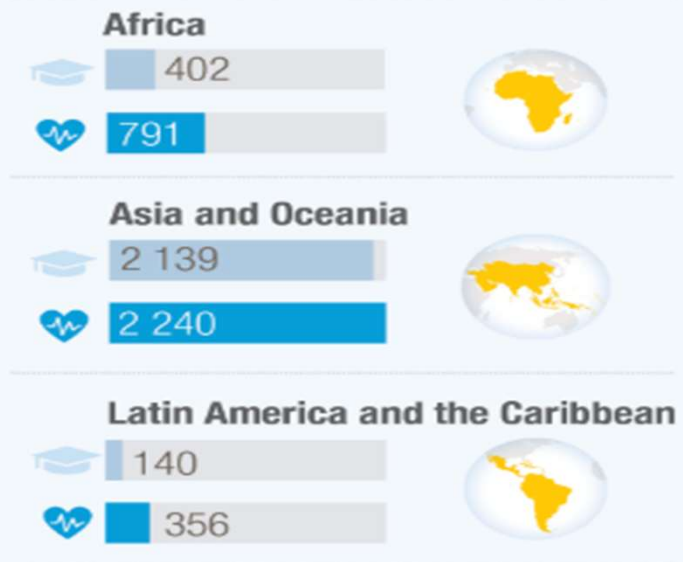 Africa
402
791
Asia and Oceania
2 139
2 240
Latin America and the Caribbean
140
356